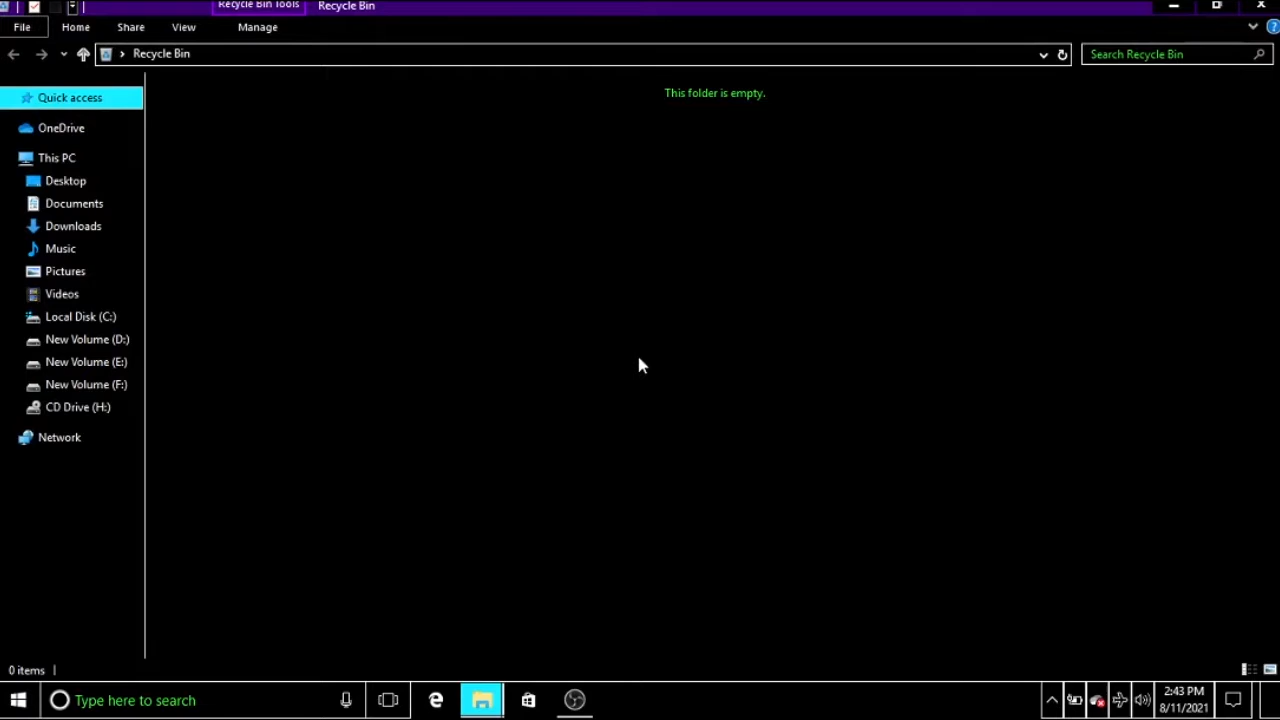 Recycle Bin Tools
Recycle Bin
File
Home
Share
View
Manage
Recycle Bin
Search Recycle Bin
This folder is empty.
Quick access
OneDrive
This PC
Desktop
Documents
Downloads
Music
Pictures
Videos
Local Disk (C:)
New Volume (D:)
New Volume (E:)
New Volume (F:)
CD Drive (H:)
Network
0 items
Type here to search
2:43 PM
8/11/2021